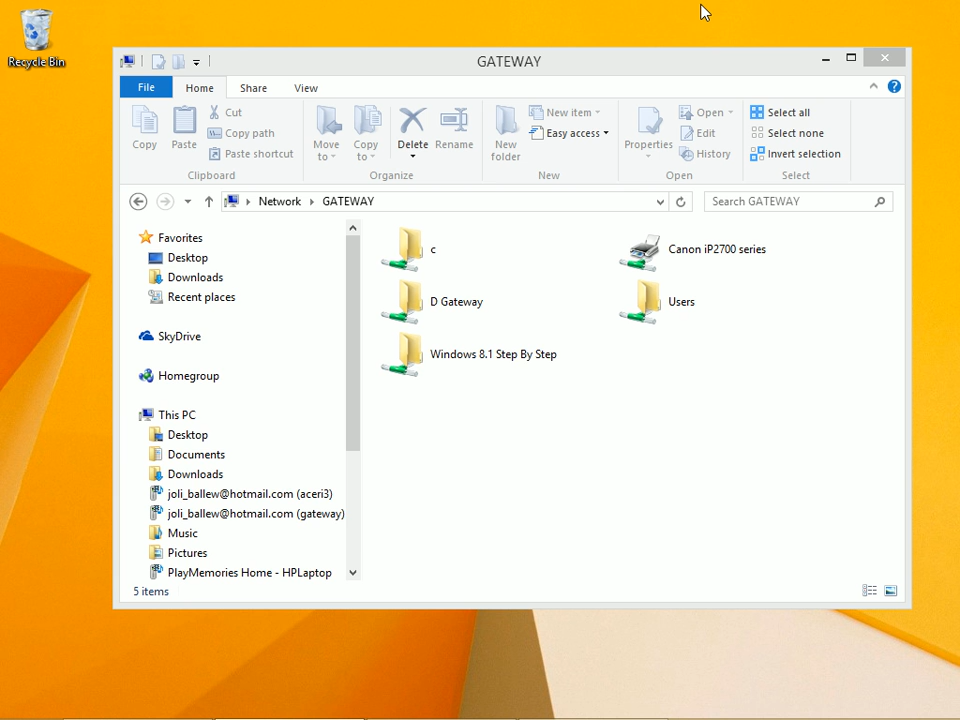 Recycle Bin
GATEWAY
File Home Share View
Copy
Paste
Cut
Copy path
Paste shortcut
Clipboard
Move to
Copy to
Delete
Rename
Organize
New folder
New item
Easy access
New
Properties
Open
Edit
History
Open
Select all
Select none
Invert selection
Select
Network GATEWAY
Search GATEWAY
Favorites
Desktop
Downloads
Recent places
SkyDrive
Homegroup
This PC
Desktop
Documents
Downloads
joli_ballew@hotmail.com (aceri3)
joli_ballew@hotmail.com (gateway)
Music
Pictures
PlayMemories Home - HPLaptop
c
Canon iP2700 series
D Gateway
Users
Windows 8.1 Step By Step
5 items